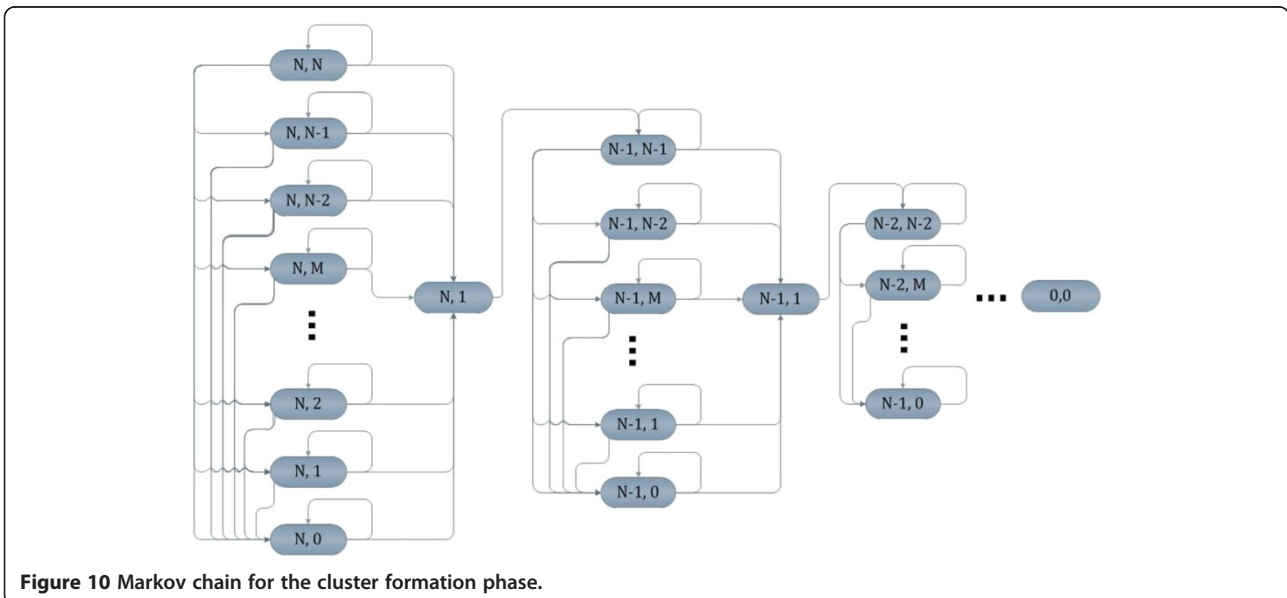 N, N
N, N-1
N, N-2
N, M
N, 2
N, 1
N, 0
N, 1
N-1, N-1
N-1, N-2
N-1, M
N-1, 1
N-1, 0
N-1, 1
N-2, N-2
N-2, M
N-1, 0
0,0
Figure 10 Markov chain for the cluster formation phase.